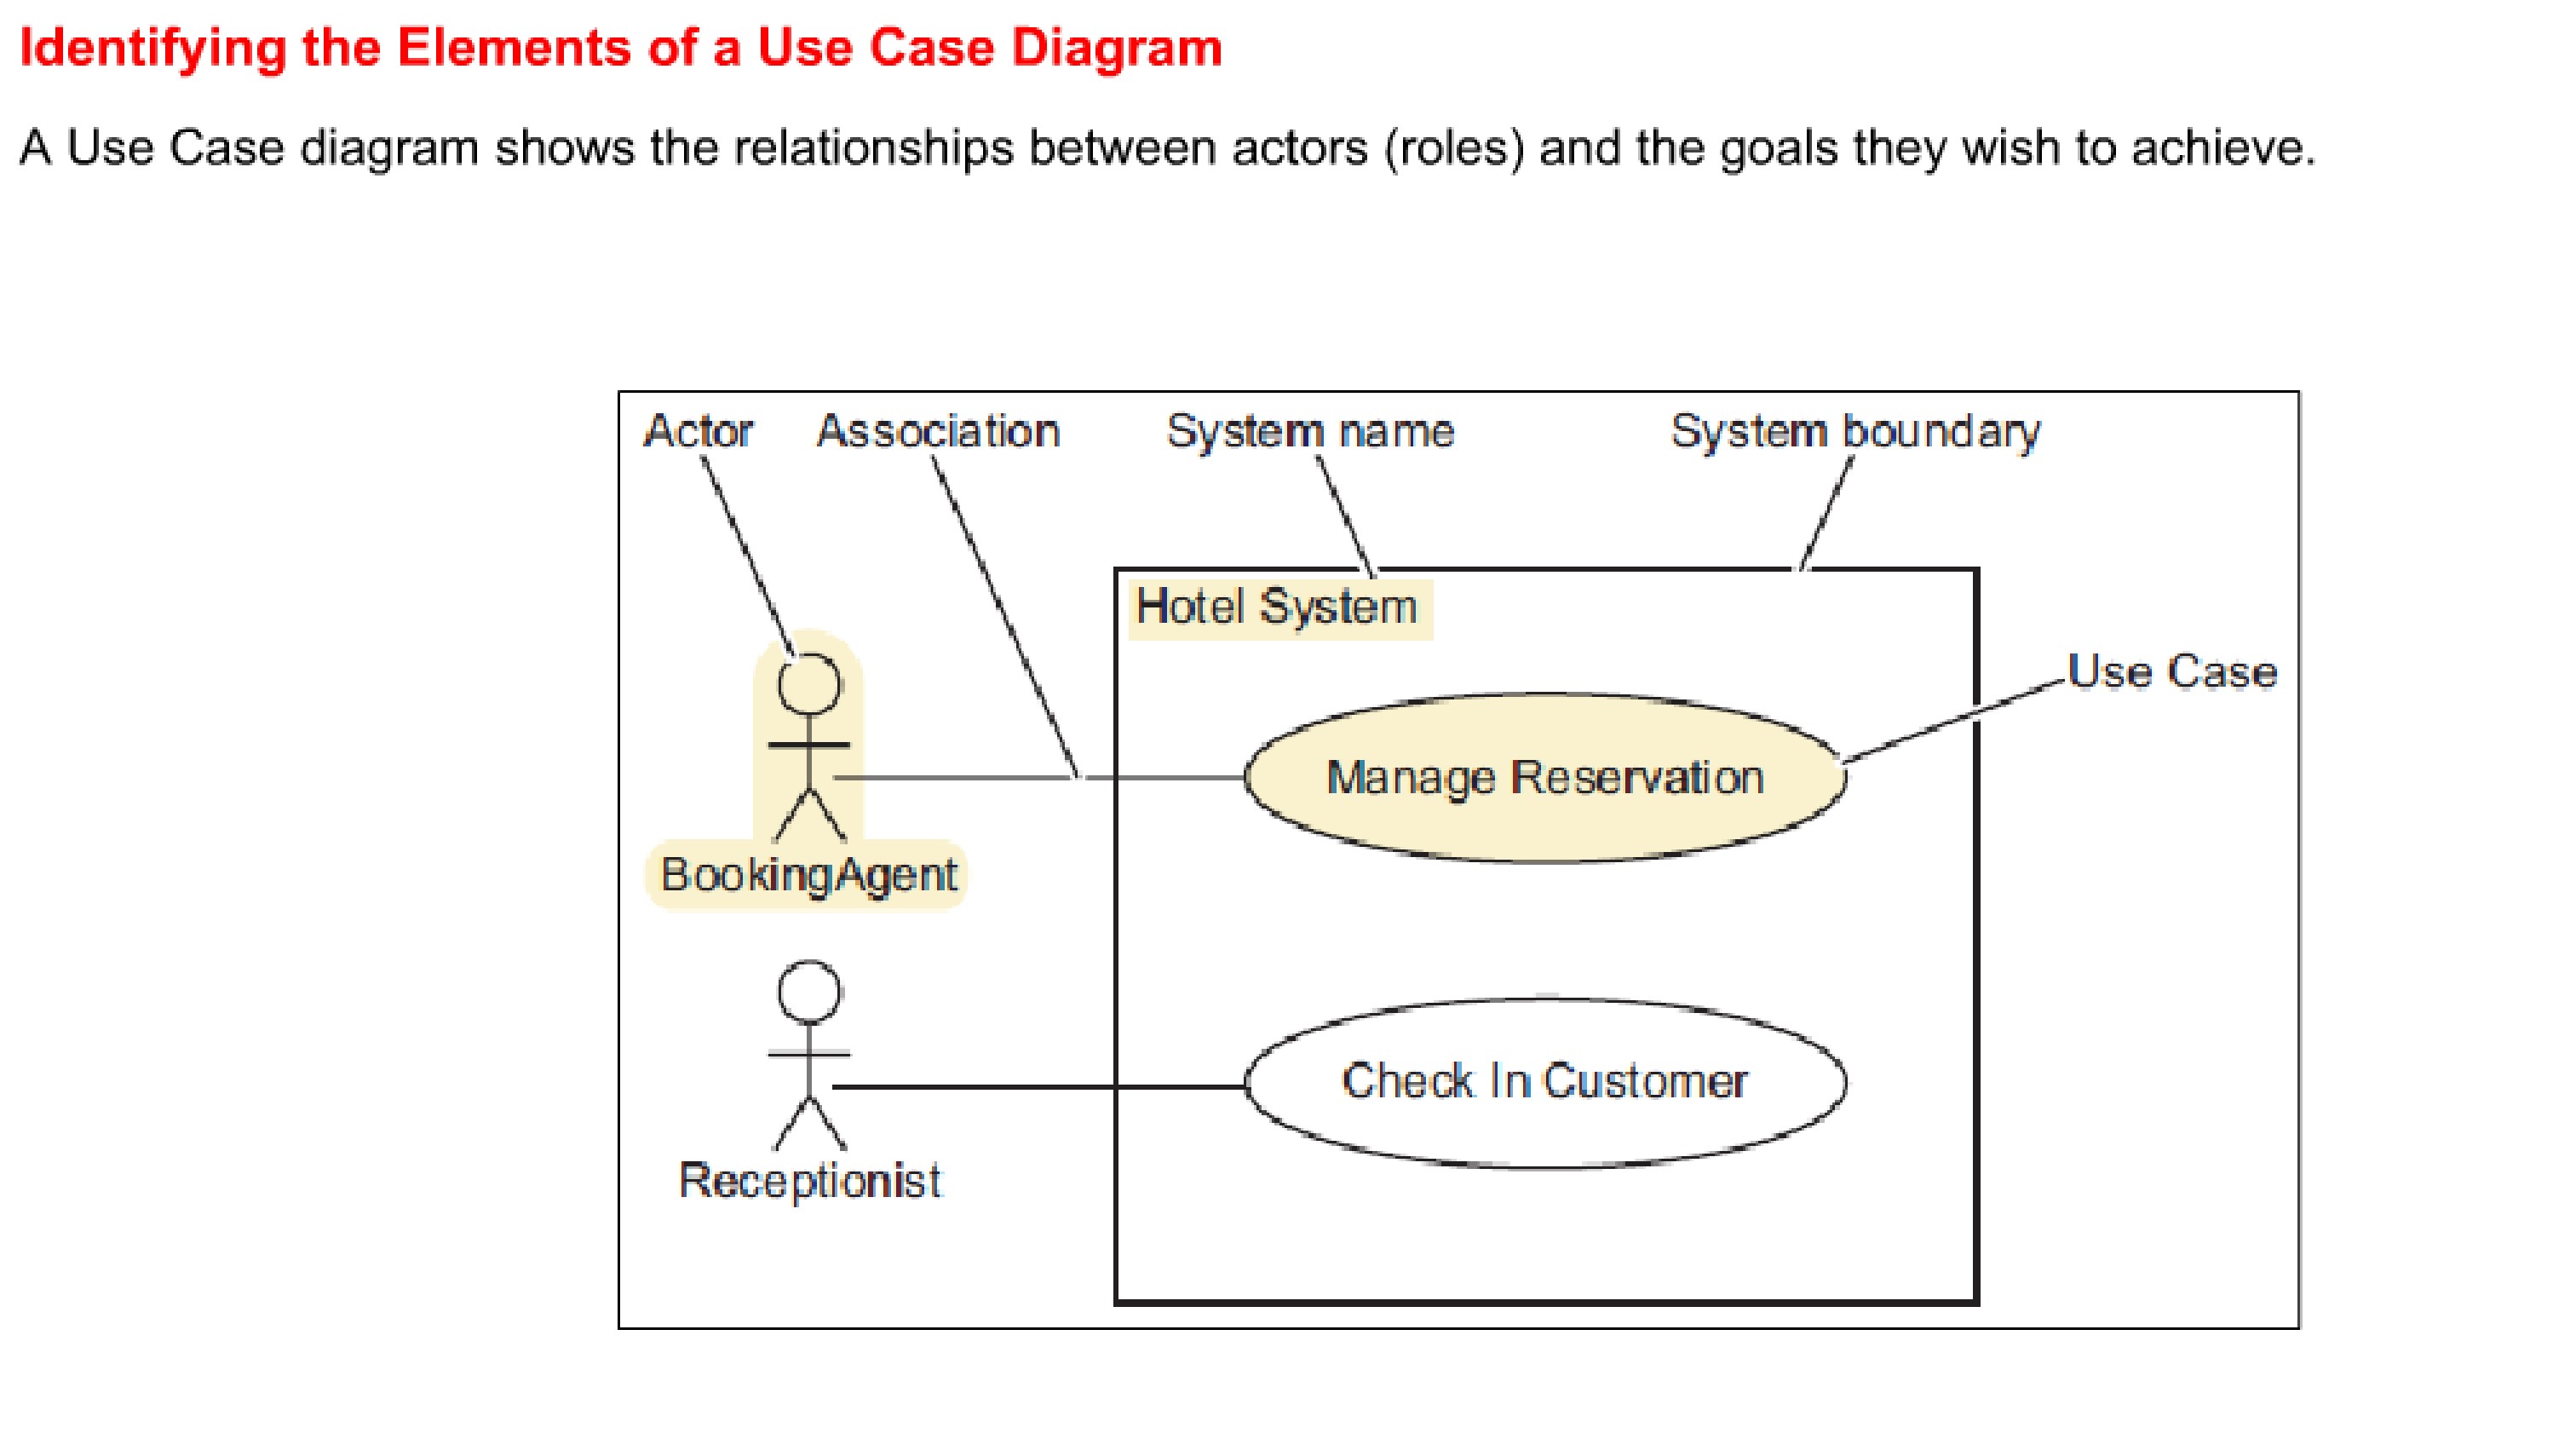 Identifying the Elements of a Use Case Diagram
A Use Case diagram shows the relationships between actors (roles) and the goals they wish to achieve.
Actor
Association
System name
System boundary
Hotel System
Use Case
Manage Reservation
BookingAgent
Check In Customer
Receptionist